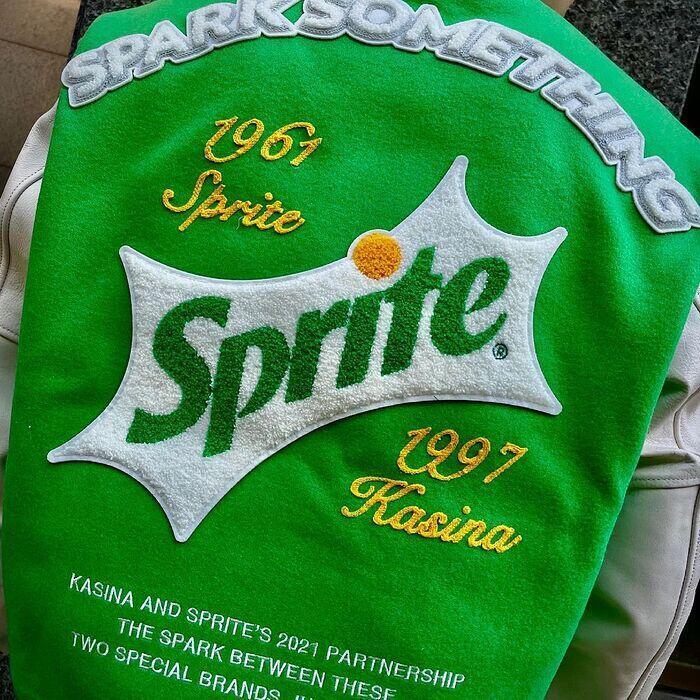 SPARK SOMETHING
1961
Sprite
Sprite®
1997
Kasina
KASINA AND SPRITE'S 2021 PARTNERSHIP
THE SPARK BETWEEN THESE
TWO SPECIAL BRANDS